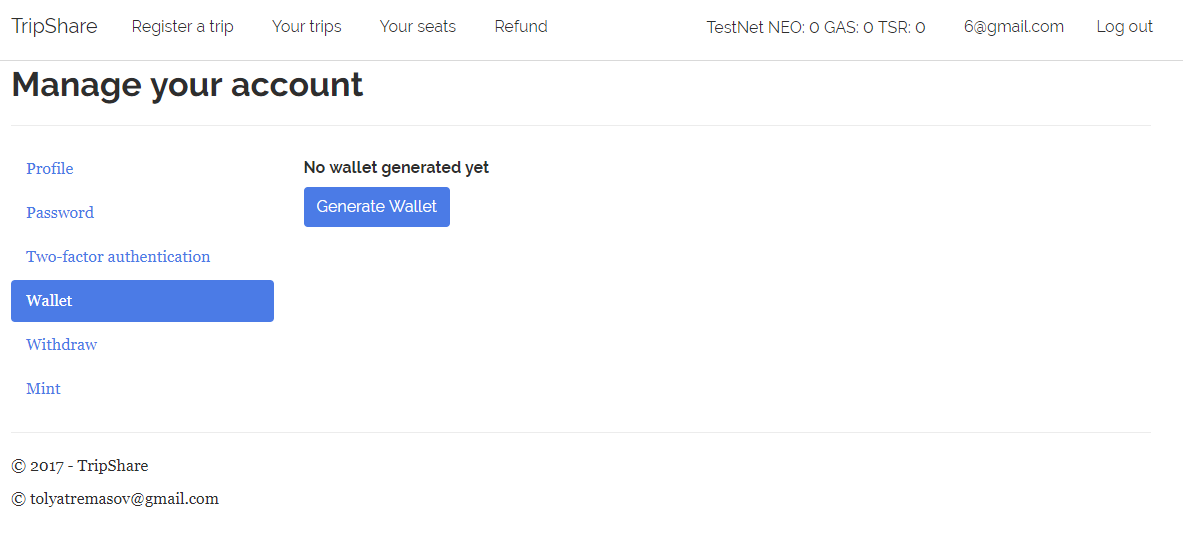 TripShare Register a trip Your trips Your seats Refund TestNet NEO: 0 GAS: 0 TSR: 0 6@gmail.com Log out
Manage your account
Profile
Password
Two-factor authentication
Wallet
Withdraw
Mint
No wallet generated yet
Generate Wallet
© 2017 - TripShare
© tolyatremasov@gmail.com